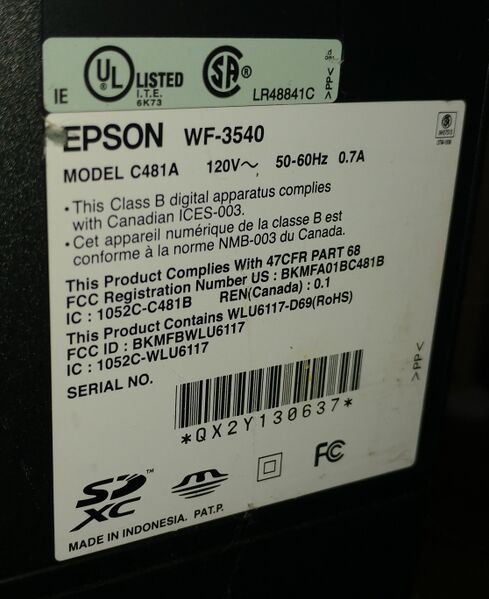 UL LISTED
I.T.E.
6K73
IE
SA®
LR48841C
>PP<
EPSON WF-3540
MODEL C481A 120V～ 50-60Hz 0.7A
•This Class B digital apparatus complies
with Canadian ICES-003.
•Cet appareil numérique de la classe B est
conforme à la norme NMB-003 du Canada.
This Product Complies With 47CFR PART 68
FCC Registration Number US : BKMFA01BC481B
IC : 1052C-C481B REN(Canada) : 0.1
This Product Contains WLU6117-D69(RoHS)
FCC ID : BKMFBWLU6117
IC : 1052C-WLU6117
SERIAL NO.
*QX2Y130637*
>PP<
SD XC™
FC
MADE IN INDONESIA. PAT.P.